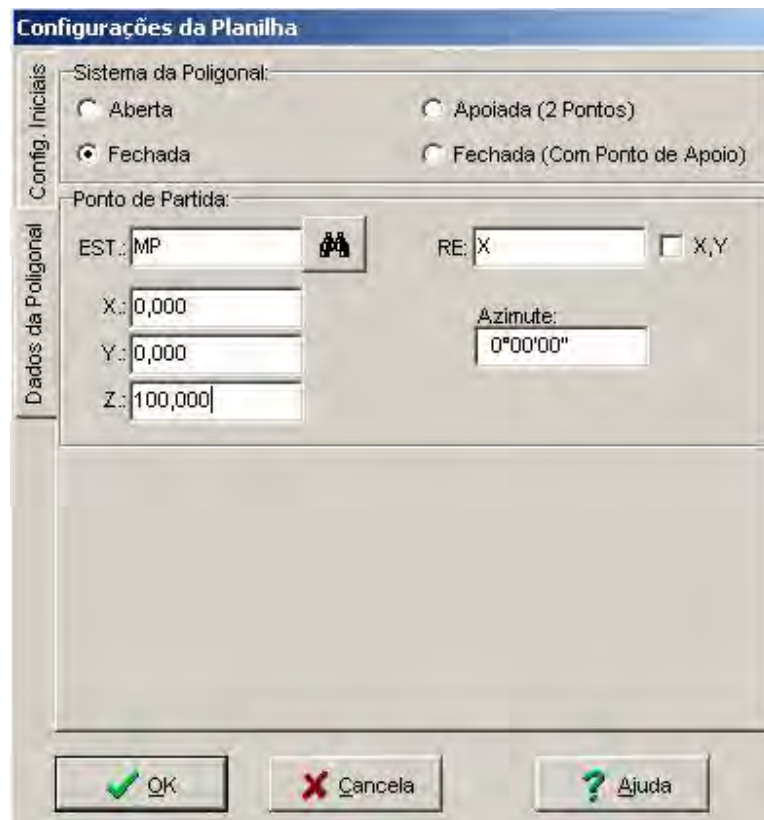 Configurações da Planilha
Config. Iniciais
Dados da Poligonal
Sistema da Poligonal:
Aberta
Apoiada (2 Pontos)
Fechada
Fechada (Com Ponto de Apoio)
Ponto de Partida:
EST.: MP
RE: X
X,Y
X.: 0,000
Azimute:
0°00'00"
Y.: 0,000
Z.: 100,000
OK
Cancela
Ajuda